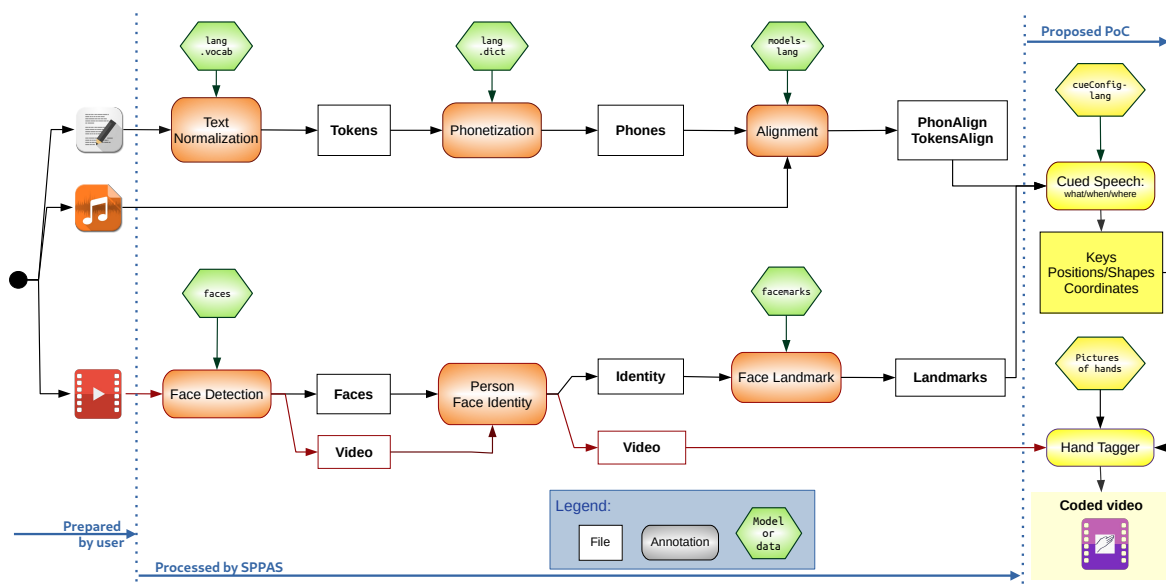 Proposed PoC
lang
.vocab
lang
.dict
models-
lang
cueConfig-
lang
Text
Normalization
Tokens
Phonetization
Phones
Alignment
PhonAlign
TokensAlign
Cued Speech:
what/when/where
Keys
Positions/Shapes
Coordinates
faces
facemarks
Pictures
of hands
Face Detection
Faces
Person
Face Identity
Identity
Face Landmark
Landmarks
Video
Video
Hand Tagger
Coded video
Legend:
File
Annotation
Model
or
data
Prepared
by user
Processed by SPPAS